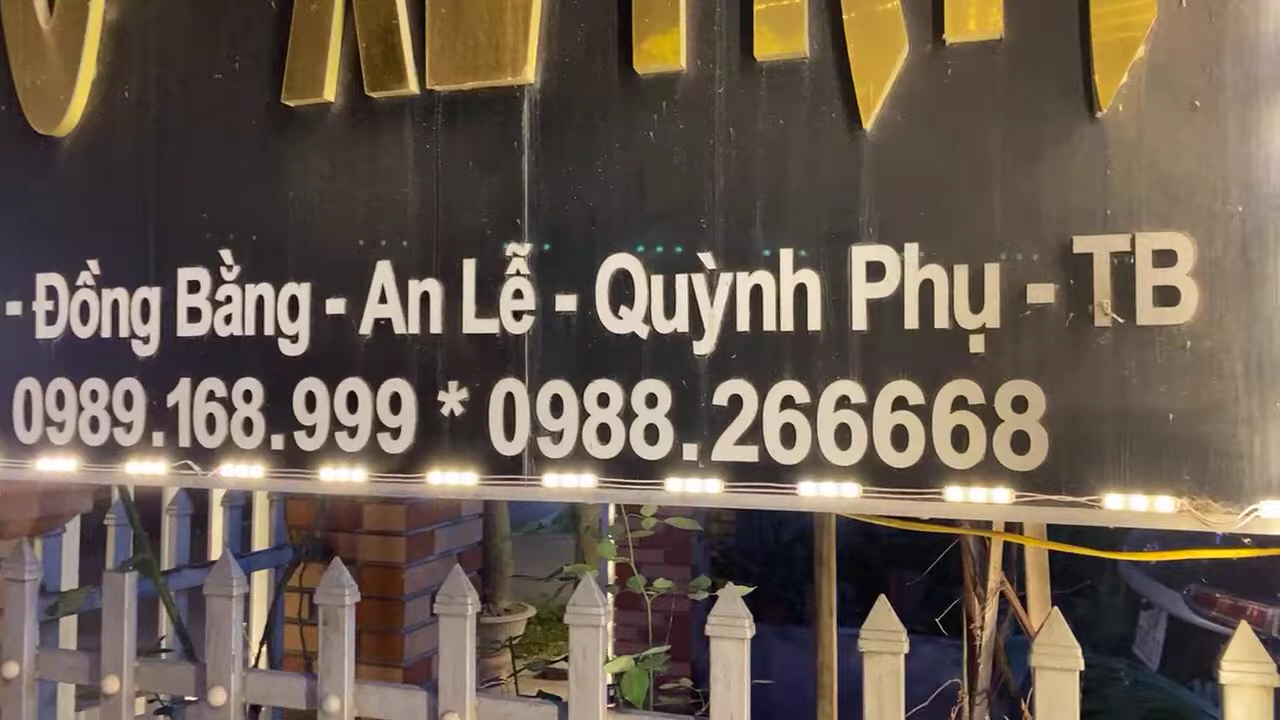 - Đồng Bằng - An Lễ - Quỳnh Phụ - TB
0989.168.999 * 0988.266668